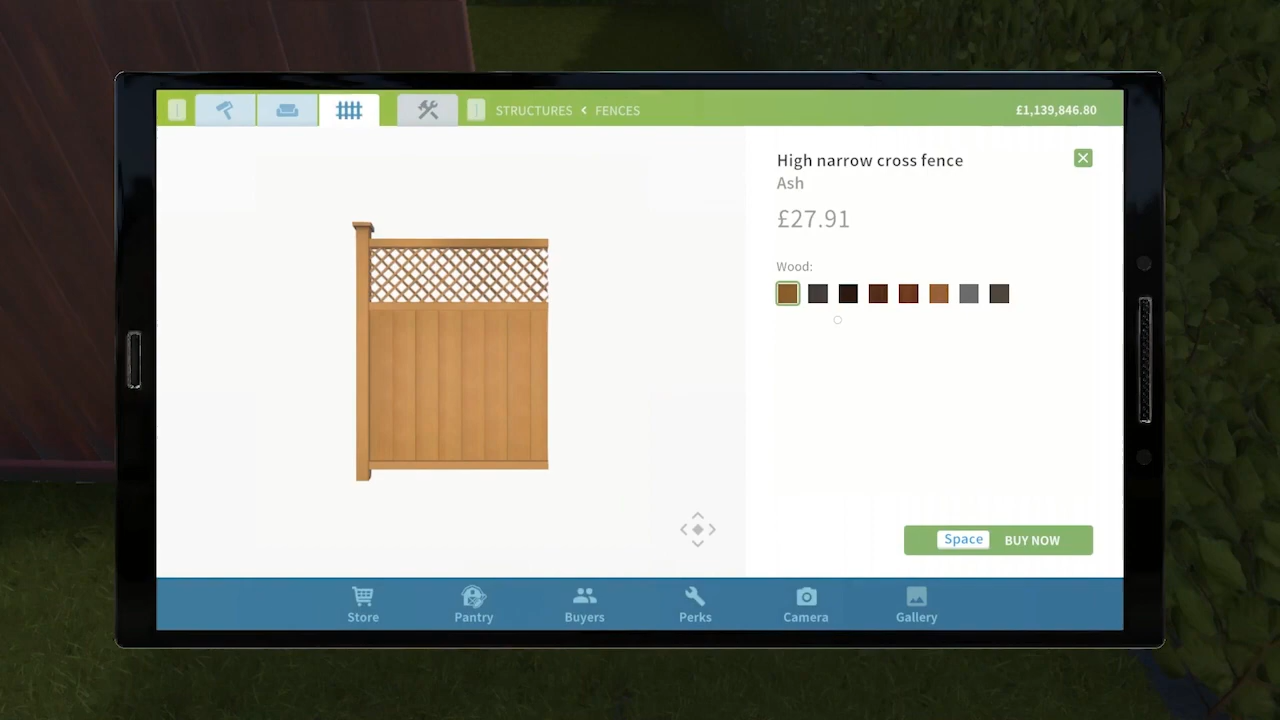 STRUCTURES < FENCES
£1,139,846.80
High narrow cross fence
Ash
£27.91
Wood:
Space BUY NOW
Store
Pantry
Buyers
Perks
Camera
Gallery